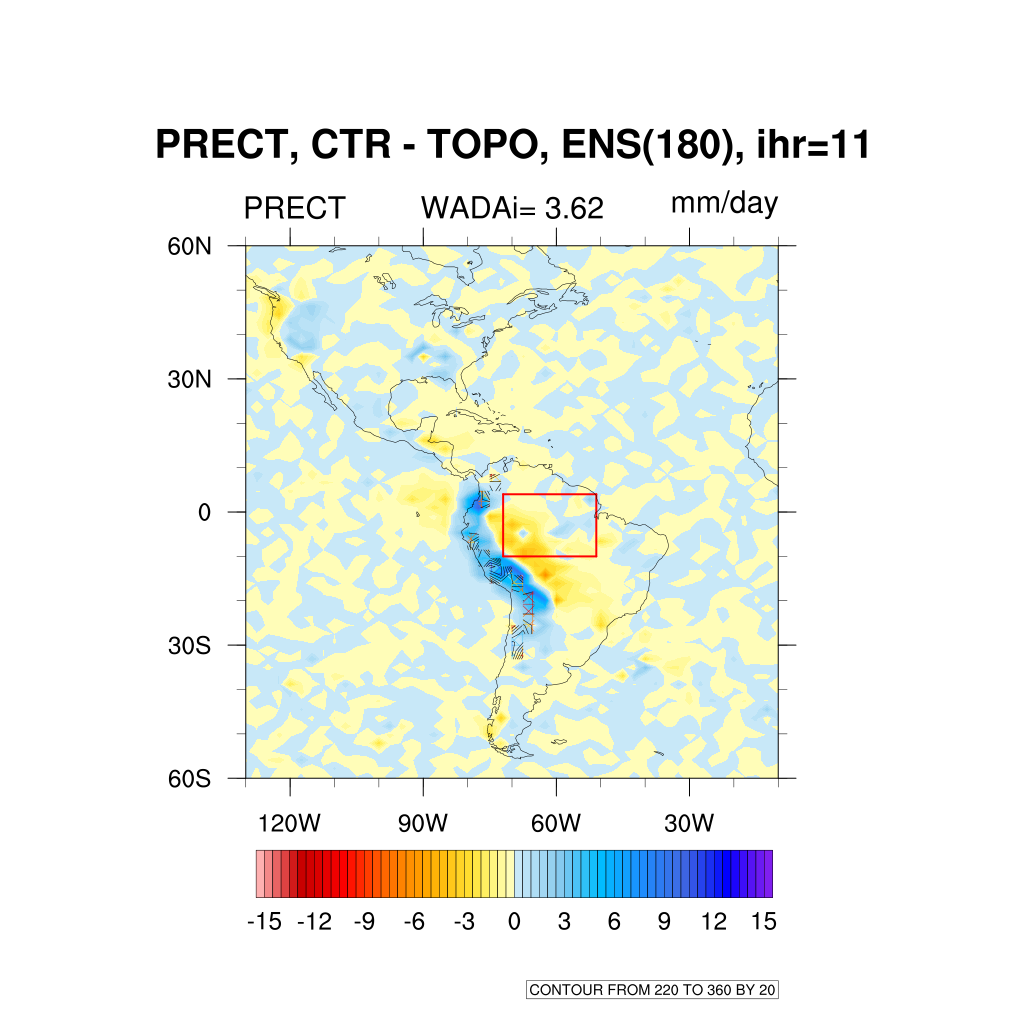 PRECT, CTR - TOPO, ENS(180), ihr=11
PRECT WADAi= 3.62 mm/day
60N
30N
0
30S
60S
120W 90W 60W 30W
-15 -12 -9 -6 -3 0 3 6 9 12 15
CONTOUR FROM 220 TO 360 BY 20